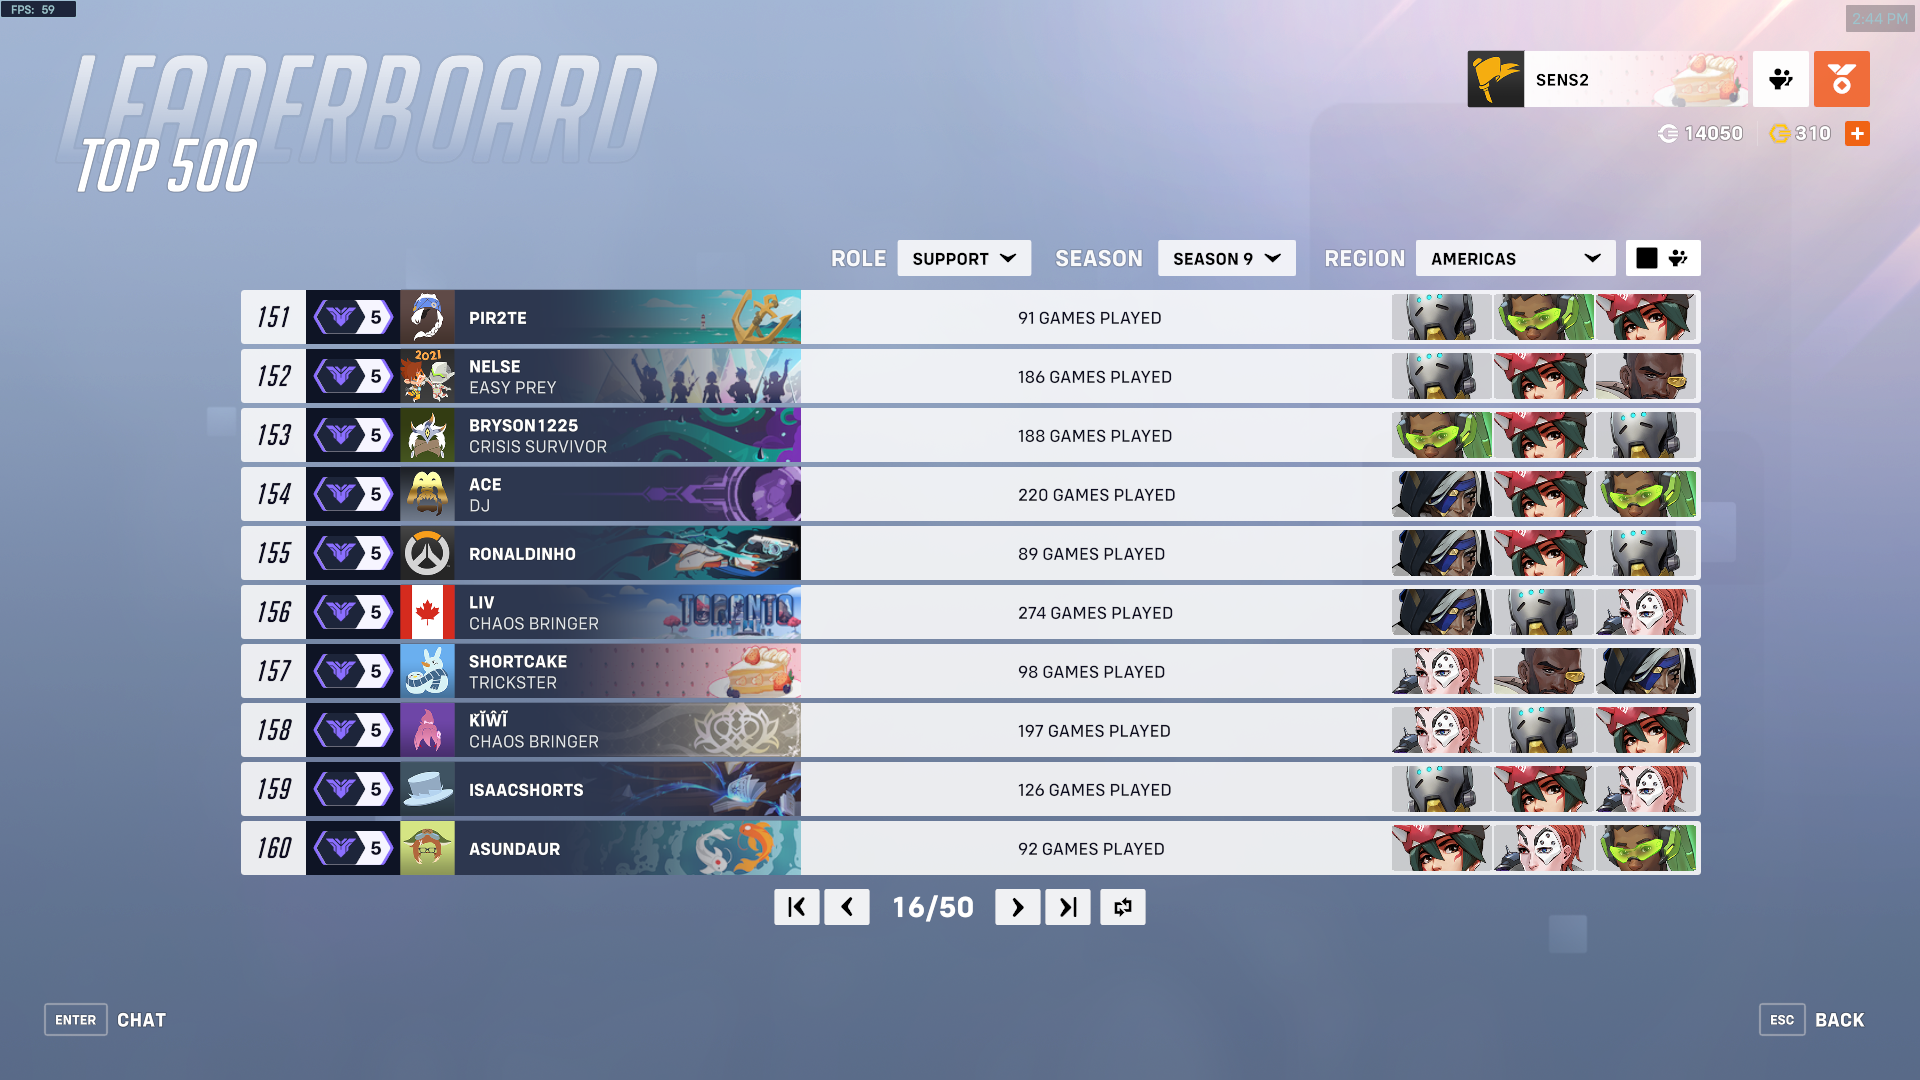 FPS: 59
2:44 PM
LEADERBOARD
TOP 500
SENS2
14050 310
ROLE SUPPORT SEASON SEASON 9 REGION AMERICAS
151 5 PIR2TE 91 GAMES PLAYED
2021
152 5 NELSE 186 GAMES PLAYED
EASY PREY
153 5 BRYSON1225 188 GAMES PLAYED
CRISIS SURVIVOR
154 5 ACE 220 GAMES PLAYED
DJ
155 5 RONALDINHO 89 GAMES PLAYED
156 5 LIV TORONTO 274 GAMES PLAYED
CHAOS BRINGER
157 5 SHORTCAKE 98 GAMES PLAYED
TRICKSTER
158 5 ҜĬŴĨ 197 GAMES PLAYED
CHAOS BRINGER
159 5 ISAACSHORTS 126 GAMES PLAYED
160 5 ASUNDAUR 92 GAMES PLAYED
16/50
ENTER CHAT
ESC BACK